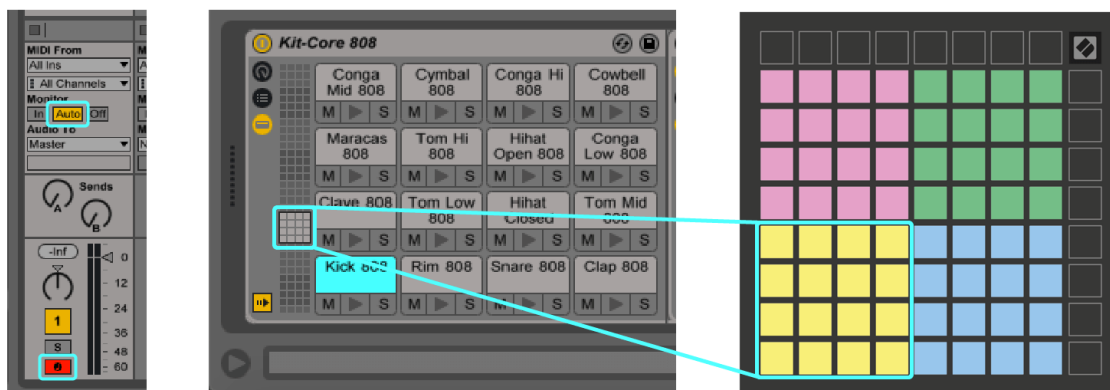 MIDI From
All Ins
All Channels
Monitor
In Auto Off
Audio To
Master
Sends
A
B
-Inf
0
12
24
36
48
60
1
S
Kit-Core 808
Conga Mid 808
Cymbal 808
Conga Hi 808
Cowbell 808
M S M S M S M S
Maracas 808
Tom Hi 808
Hihat Open 808
Conga Low 808
M S M S M S M S
Clave 808
Tom Low 808
Hihat Closed
Tom Mid 808
M S M S M S M S
Kick 808
Rim 808
Snare 808
Clap 808
M S M S M S M S